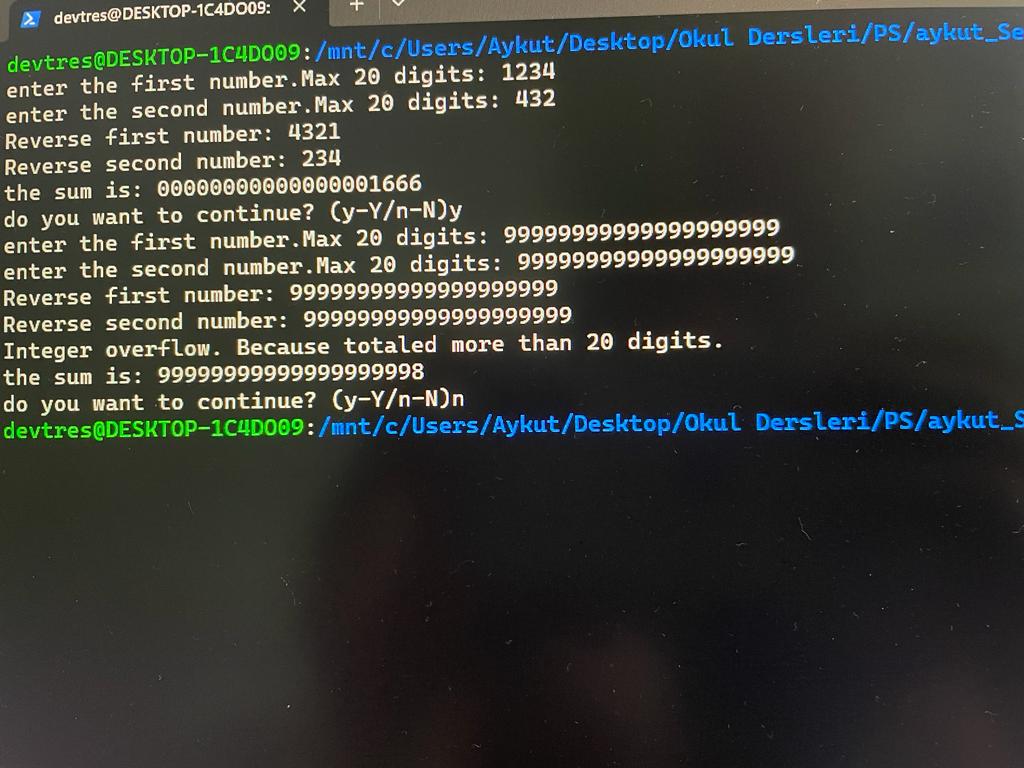 devtres@DESKTOP-1C4DO09:
devtres@DESKTOP-1C4DO09:/mnt/c/Users/Aykut/Desktop/Okul Dersleri/PS/aykut_Se
enter the first number.Max 20 digits: 1234
enter the second number.Max 20 digits: 432
Reverse first number: 4321
Reverse second number: 234
the sum is: 00000000000000001666
do you want to continue? (y-Y/n-N)y
enter the first number.Max 20 digits: 99999999999999999999
enter the second number.Max 20 digits: 99999999999999999999
Reverse first number: 99999999999999999999
Reverse second number: 99999999999999999999
Integer overflow. Because totaled more than 20 digits.
the sum is: 99999999999999999998
do you want to continue? (y-Y/n-N)n
devtres@DESKTOP-1C4DO09:/mnt/c/Users/Aykut/Desktop/Okul Dersleri/PS/aykut_S